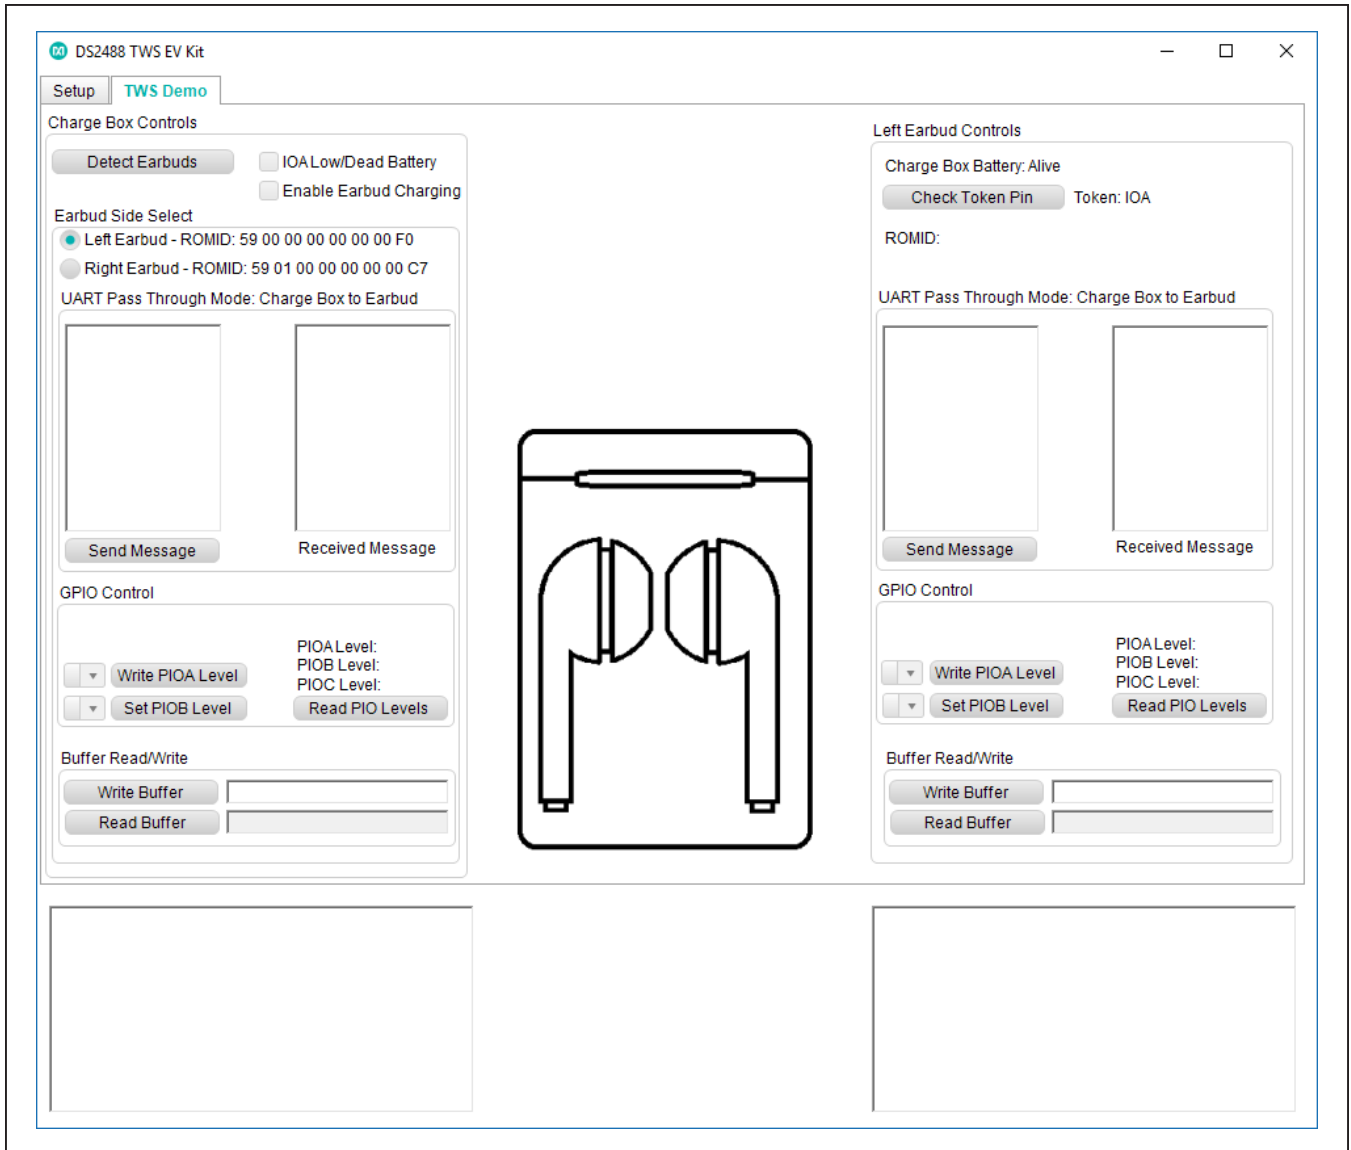 DS2488 TWS EV Kit
Setup
TWS Demo
Charge Box Controls
Detect Earbuds
IOA Low/Dead Battery
Enable Earbud Charging
Earbud Side Select
Left Earbud - ROMID: 59 00 00 00 00 00 00 F0
Right Earbud - ROMID: 59 01 00 00 00 00 00 C7
UART Pass Through Mode: Charge Box to Earbud
Send Message
Received Message
GPIO Control
PIOA Level:
PIOB Level:
PIOC Level:
Write PIOA Level
Set PIOB Level
Read PIO Levels
Buffer Read/Write
Write Buffer
Read Buffer
Left Earbud Controls
Charge Box Battery: Alive
Check Token Pin
Token: IOA
ROMID:
UART Pass Through Mode: Charge Box to Earbud
Send Message
Received Message
GPIO Control
PIOA Level:
PIOB Level:
PIOC Level:
Write PIOA Level
Set PIOB Level
Read PIO Levels
Buffer Read/Write
Write Buffer
Read Buffer